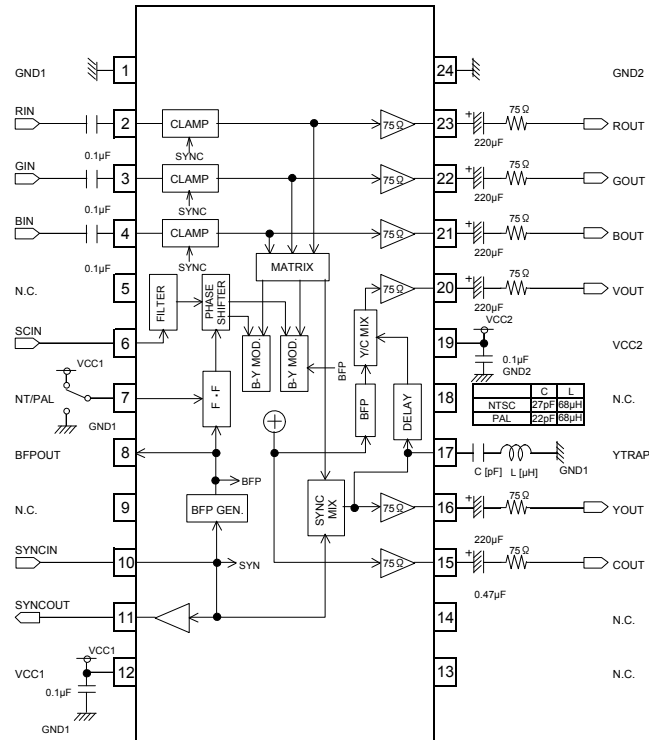 GND1
1
24
GND2
RIN
2
CLAMP
75Ω
23
+
75Ω
220µF
ROUT
0.1µF
SYNC
GIN
3
CLAMP
75Ω
22
+
75Ω
220µF
GOUT
0.1µF
SYNC
BIN
4
CLAMP
75Ω
21
+
75Ω
220µF
BOUT
0.1µF
SYNC
MATRIX
N.C.
5
FILTER
PHASE SHIFTER
75Ω
20
+
75Ω
220µF
VOUT
SCIN
6
B-Y MOD.
B-Y MOD.
BFP
Y/C MIX
VCC2
19
0.1µF
GND2
VCC2
VCC1
NT/PAL
7
GND1
F・F
BFP
DELAY
18
N.C.
C L
NTSC 27pF 68µH
PAL 22pF 68µH
BFPOUT
8
+
17
C [pF]
L [µH]
GND1
YTRAP
BFP
N.C.
9
BFP GEN.
SYNC MIX
75Ω
16
+
75Ω
YOUT
220µF
SYNCIN
10
SYN
75Ω
15
+
75Ω
COUT
0.47µF
SYNCOUT
11
14
N.C.
VCC1
VCC1
12
0.1µF
GND1
13
N.C.